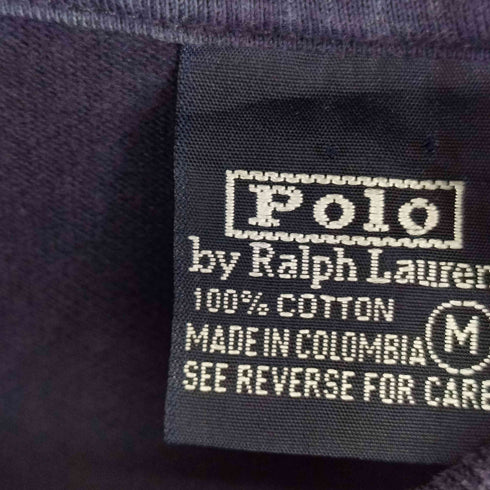 Polo
by Ralph Lauren
100% COTTON
MADE IN COLOMBIA M
SEE REVERSE FOR CARE